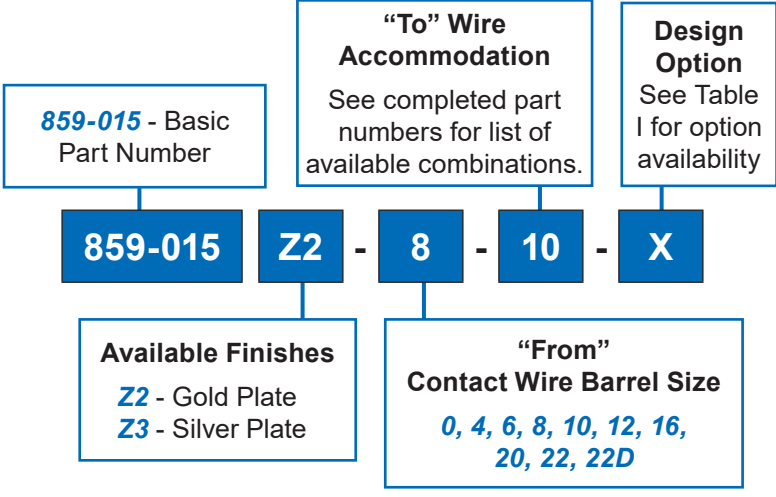 “To” Wire
Accommodation
See completed part
numbers for list of
available combinations.
Design
Option
See Table
I for option
availability
859-015 - Basic
Part Number
859-015 Z2 - 8 - 10 - X
Available Finishes
Z2 - Gold Plate
Z3 - Silver Plate
“From”
Contact Wire Barrel Size
0, 4, 6, 8, 10, 12, 16,
20, 22, 22D